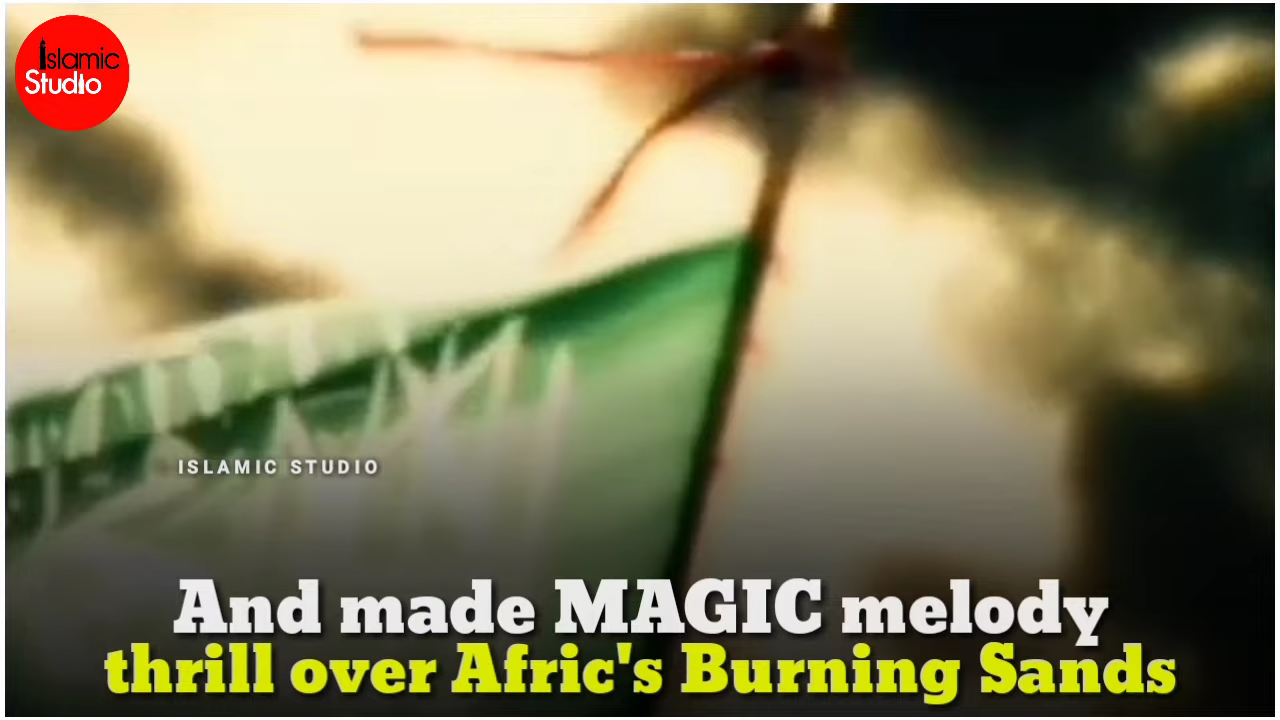 Islamic
Studio
ISLAMIC STUDIO
And made MAGIC melody
thrill over Afric's Burning Sands